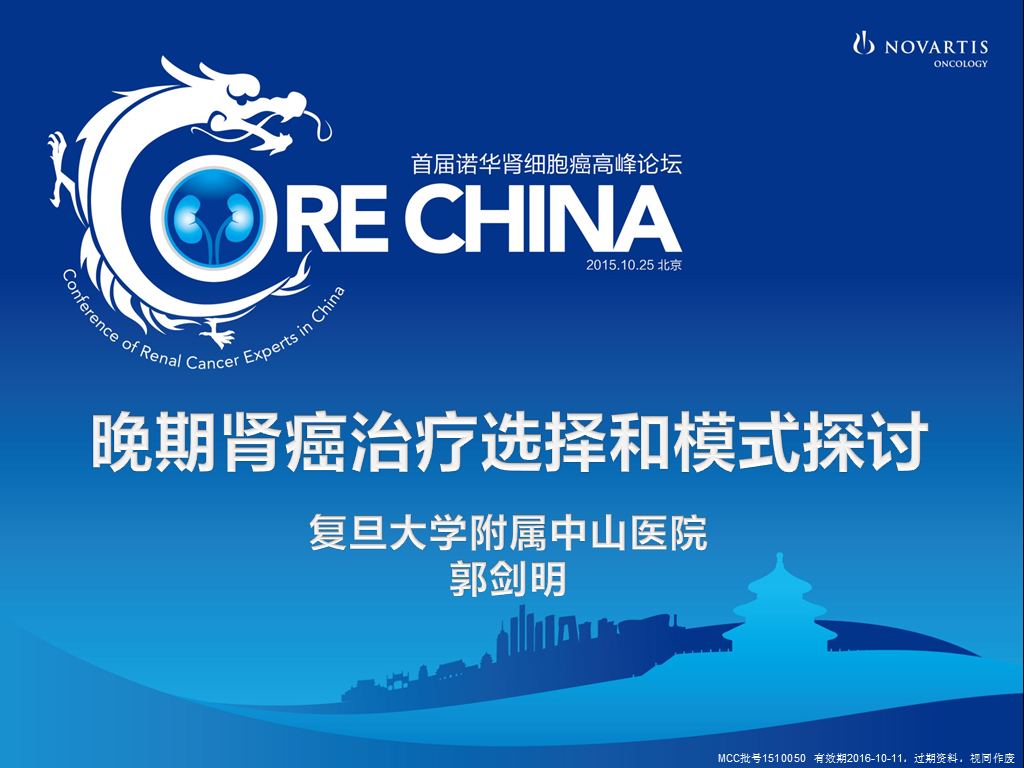 NOVARTIS
ONCOLOGY
首届诺华肾细胞癌高峰论坛
CORE CHINA
2015.10.25 北京
Conference of Renal Cancer Experts in China
晚期肾癌治疗选择和模式探讨
复旦大学附属中山医院
郭剑明
MCC批号1510050 有效期2016-10-11，过期资料，视同作废